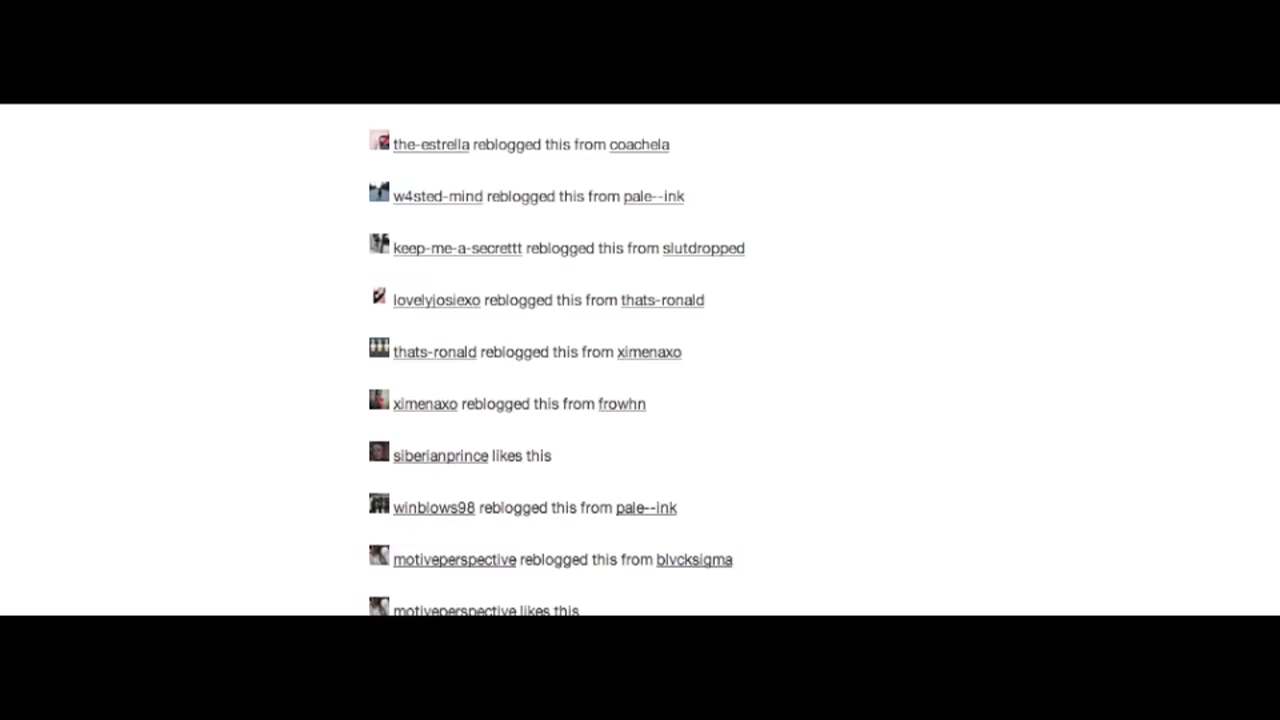 the-estrella reblogged this from coachela
w4sted-mind reblogged this from pale--ink
keep-me-a-secrettt reblogged this from slutdropped
lovelyjosiexo reblogged this from thats-ronald
thats-ronald reblogged this from ximenaxo
ximenaxo reblogged this from frowhn
siberianprince likes this
winblows98 reblogged this from pale--ink
motiveperspective reblogged this from blvcksigma
motiveperspective likes this